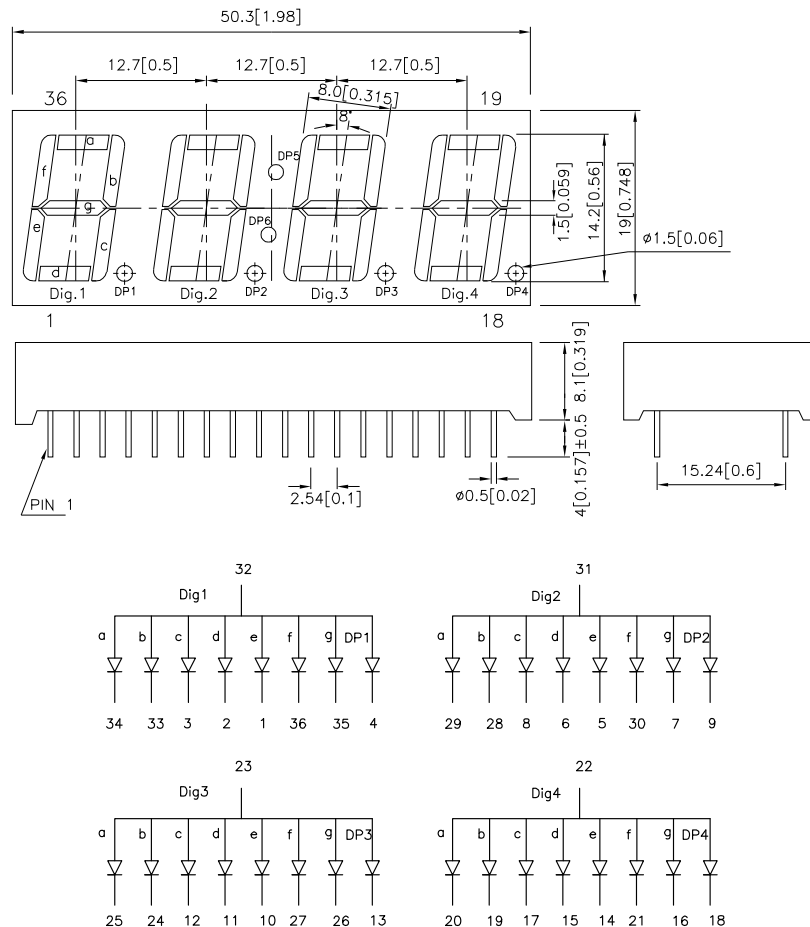 50.3[1.98]
12.7[0.5] 12.7[0.5] 12.7[0.5]
8.0[0.315]
36 19
8°
a
DP5
f b
g
DP6
e c
d
1.5[0.059]
14.2[0.56]
19[0.748]
ø1.5[0.06]
Dig.1 DP1 Dig.2 DP2 Dig.3 DP3 Dig.4 DP4
1 18
8.1[0.319]
4[0.157]±0.5
2.54[0.1] ø0.5[0.02] 15.24[0.6]
PIN 1
32 31
Dig1 Dig2
a b c d e f g DP1 a b c d e f g DP2
34 33 3 2 1 36 35 4 29 28 8 6 5 30 7 9
23 22
Dig3 Dig4
a b c d e f g DP3 a b c d e f g DP4
25 24 12 11 10 27 26 13 20 19 17 15 14 21 16 18